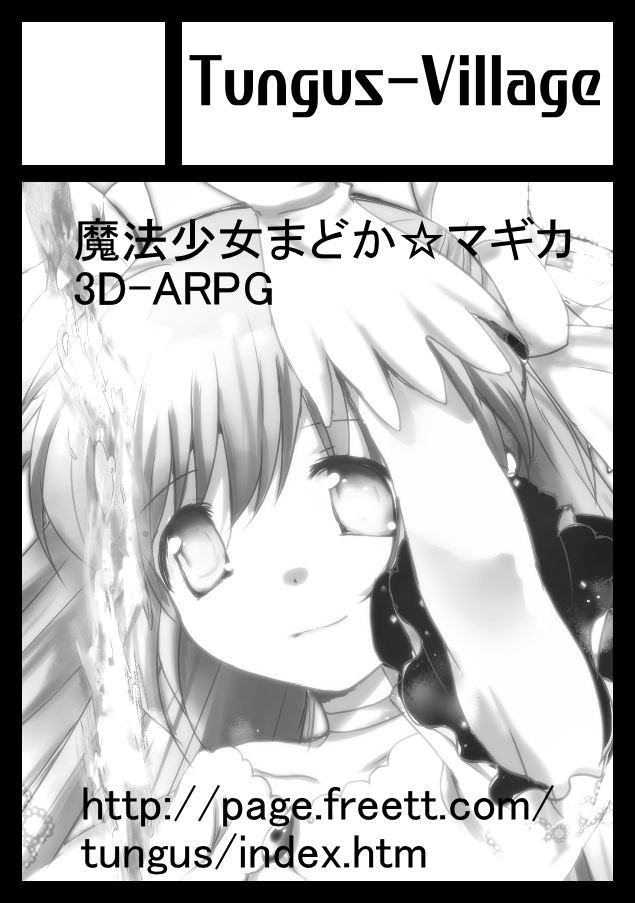 Tungus-Village
魔法少女まどか☆マギカ
3D-ARPG
http://page.freett.com/
tungus/index.htm